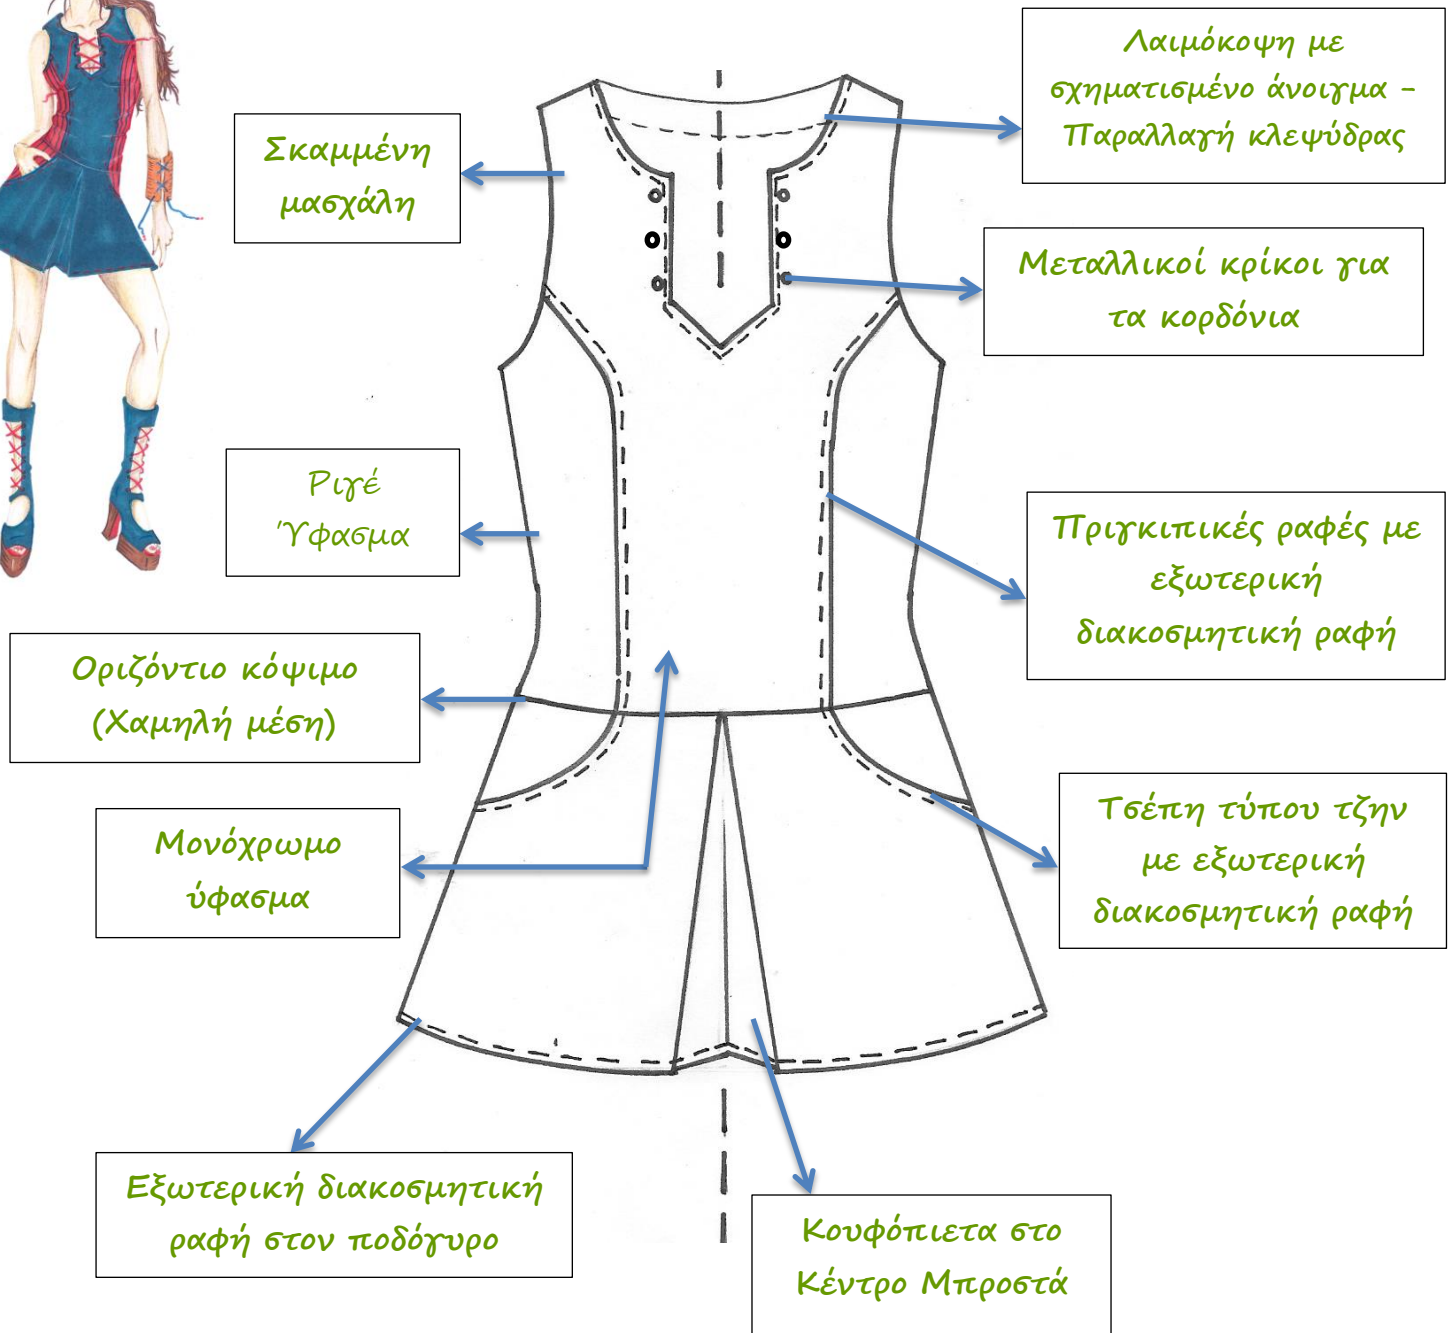 Λαιμόκοψη με
σχηματισμένο άνοιγμα -
Παραλλαγή κλεψύδρας
Σκαμμένη
μασχάλη
Μεταλλικοί κρίκοι για
τα κορδόνια
Ριγέ
Ύφασμα
Πριγκιπικές ραφές με
εξωτερική
διακοσμητική ραφή
Οριζόντιο κόψιμο
(Χαμηλή μέση)
Τσέπη τύπου τζην
με εξωτερική
διακοσμητική ραφή
Μονόχρωμο
ύφασμα
Εξωτερική διακοσμητική
ραφή στον ποδόγυρο
Κουφόπιετα στο
Κέντρο Μπροστά